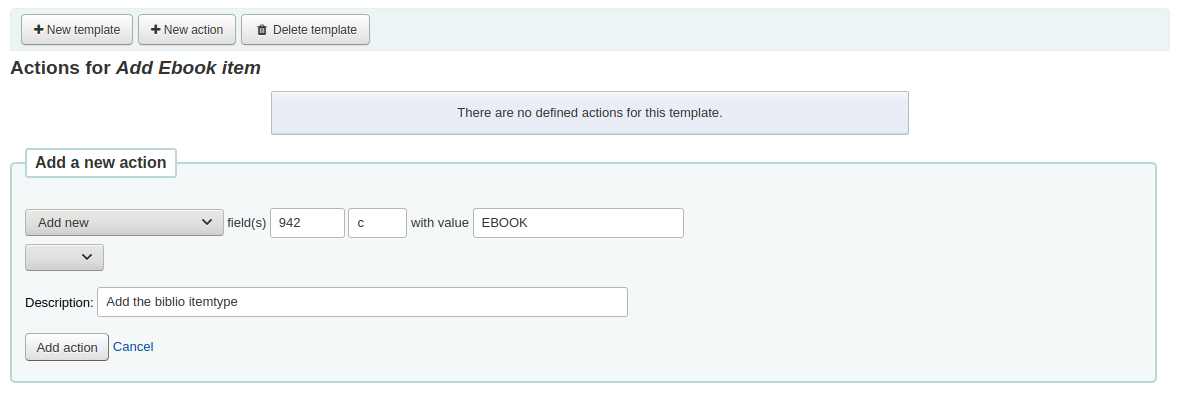 New template New action Delete template
Actions for Add Ebook item
There are no defined actions for this template.
Add a new action
Add new field(s) 942 c with value EBOOK
Description: Add the biblio itemtype
Add action Cancel